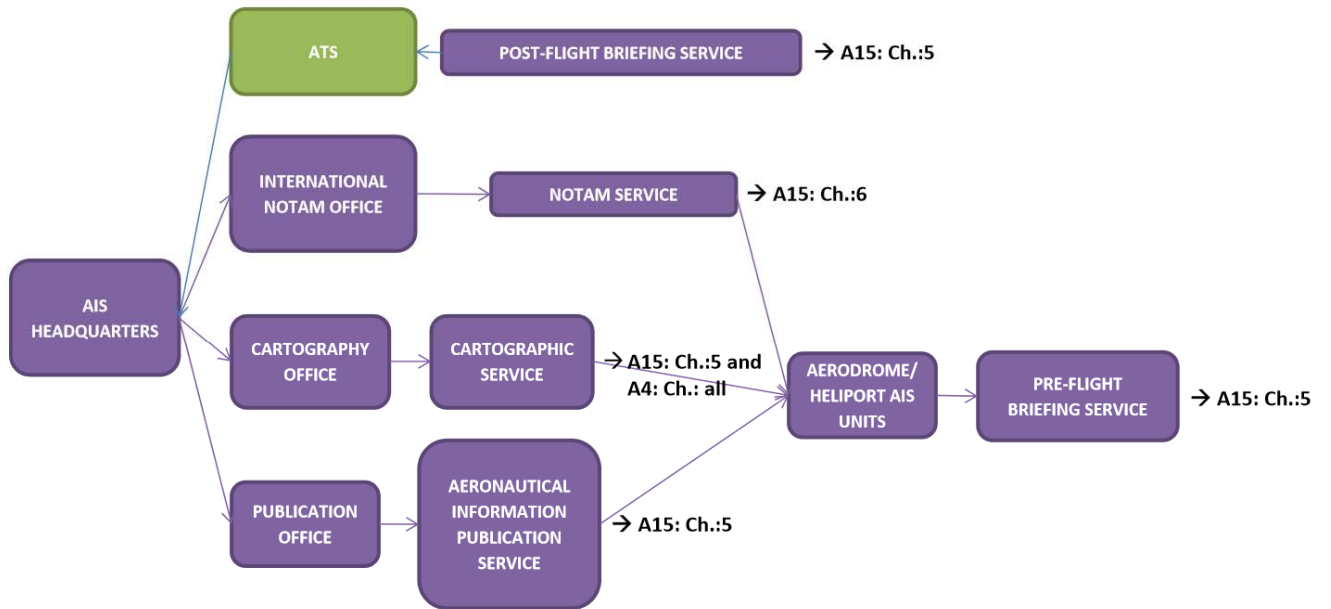 ATS
POST-FLIGHT BRIEFING SERVICE
→ A15: Ch.:5
INTERNATIONAL
NOTAM OFFICE
NOTAM SERVICE
→ A15: Ch.:6
AIS
HEADQUARTERS
CARTOGRAPHY
OFFICE
CARTOGRAPHIC
SERVICE
→ A15: Ch.:5 and
A4: Ch.: all
AERODROME/
HELIPORT AIS
UNITS
PRE-FLIGHT
BRIEFING SERVICE
→ A15: Ch.:5
PUBLICATION
OFFICE
AERONAUTICAL
INFORMATION
PUBLICATION
SERVICE
→ A15: Ch.:5